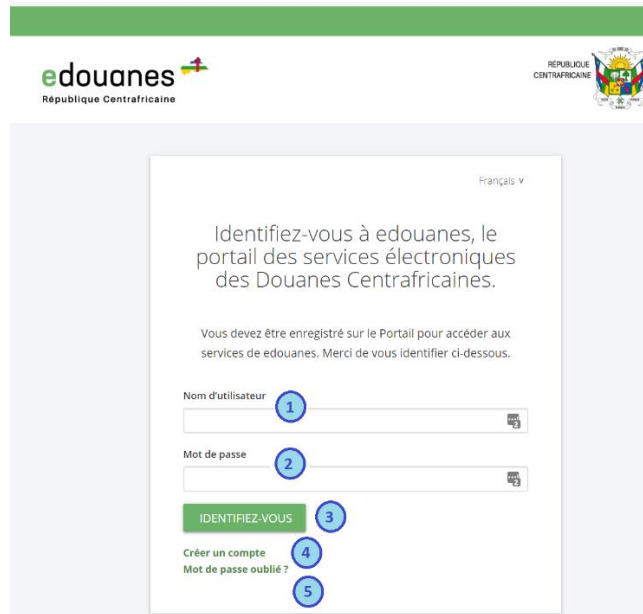 edouanes
République Centrafricaine
RÉPUBLIQUE
CENTRAFRICAINE
Français v
Identifiez-vous à edouanes, le
portail des services électroniques
des Douanes Centrafricaines.
Vous devez être enregistré sur le Portail pour accéder aux
services de edouanes. Merci de vous identifier ci-dessous.
Nom d'utilisateur
1
2
Mot de passe
2
2
IDENTIFIEZ-VOUS
3
Créer un compte
4
Mot de passe oublié ?
5